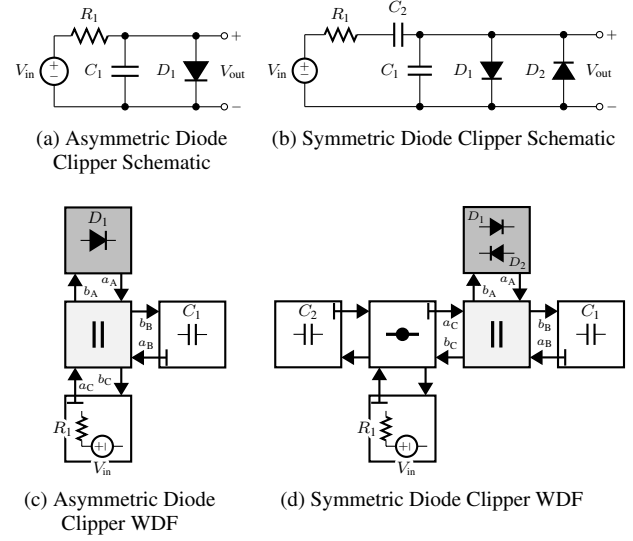 R1
Vin
+
−
C1
D1
+
Vout
−
(a) Asymmetric Diode
Clipper Schematic
R1
C2
Vin
+
−
C1
D1
D2
+
Vout
−
(b) Symmetric Diode Clipper Schematic
D1
bA
aA
C1
bB
aB
aC
bC
R1
+−
Vin
(c) Asymmetric Diode
Clipper WDF
D1
D2
bA
aA
C2
aC
bC
bB
aB
C1
R1
+−
Vin
(d) Symmetric Diode Clipper WDF